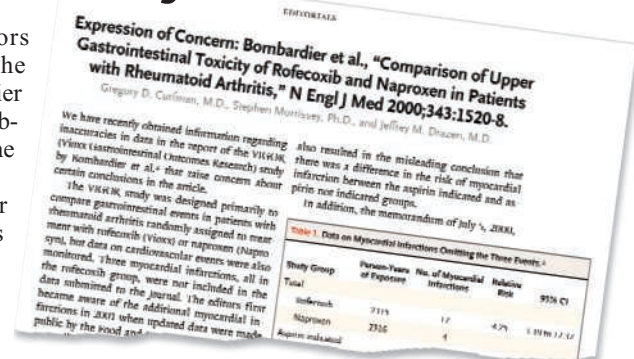 ors
he
ier
b-
ne
r
s
EDITORIALS
Expression of Concern: Bombardier et al., “Comparison of Upper
Gastrointestinal Toxicity of Rofecoxib and Naproxen in Patients
with Rheumatoid Arthritis,” N Engl J Med 2000;343:1520-8.
Gregory D. Curfman, M.D., Stephen Morrissey, Ph.D., and Jeffrey M. Drazen, M.D.
We have recently obtained information regarding
inaccuracies in data in the report of the VIGOR
(Vioxx Gastrointestinal Outcomes Research) study
by Bombardier et al.¹ that raise concern about
certain conclusions in the article.
The VIGOR study was designed primarily to
compare gastrointestinal events in patients with
rheumatoid arthritis randomly assigned to treat
ment with rofecoxib (Vioxx) or naproxen (Napro
syn), but data on cardiovascular events were also
monitored. Three myocardial infarctions, all in
the rofecoxib group, were not included in the
data submitted to the Journal. The editors first
became aware of the additional myocardial in
farctions in 2001 when updated data were made
public by the Food and
also resulted in the misleading conclusion that
there was a difference in the risk of myocardial
infarction between the aspirin indicated and as
pirin not indicated groups.
In addition, the memorandum of July 5, 2000,
Table 1. Data on Myocardial Infarctions Omitting the Three Events.
Study Group Person-Years of Exposure No. of Myocardial Infarctions Relative Risk 95% CI
Total
Rofecoxib 2315 17 4.25
Naproxen 2316 4
Aspirin indicated